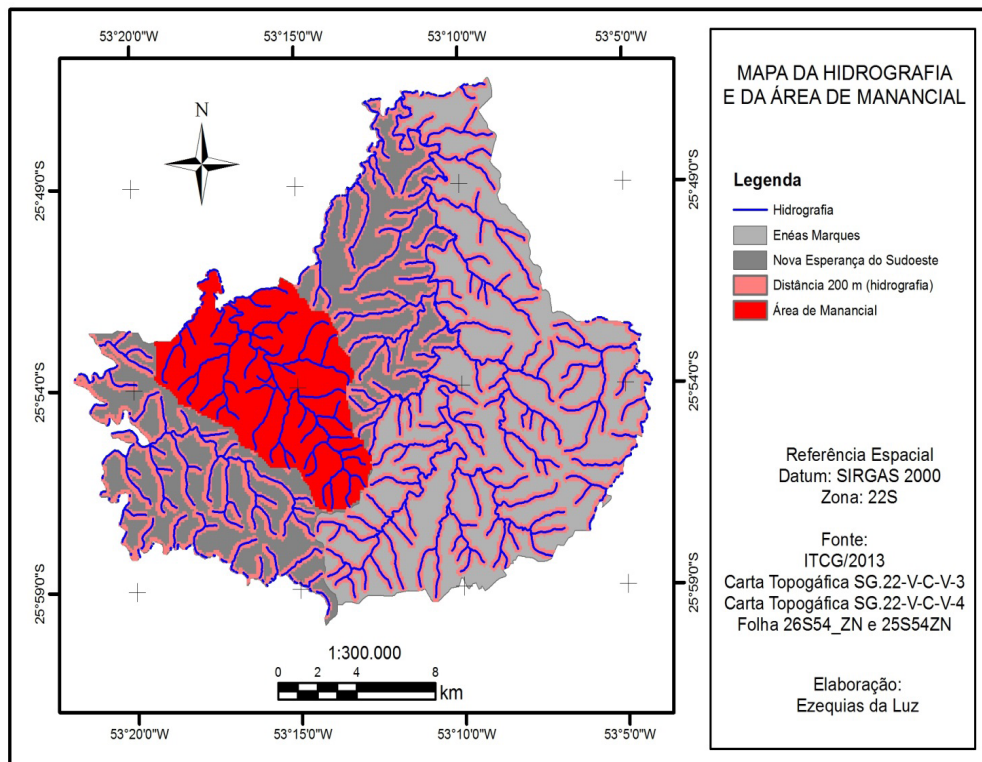 53°20'0"W 53°15'0"W 53°10'0"W 53°5'0"W
N
25°49'0"S 25°49'0"S
25°54'0"S 25°54'0"S
25°59'0"S 25°59'0"S
1:300.000
0 2 4 8
km
53°20'0"W 53°15'0"W 53°10'0"W 53°5'0"W
MAPA DA HIDROGRAFIA
E DA ÁREA DE MANANCIAL
Legenda
Hidrografia
Enéas Marques
Nova Esperança do Sudoeste
Distância 200 m (hidrografia)
Área de Manancial
Referência Espacial
Datum: SIRGAS 2000
Zona: 22S
Fonte:
ITCG/2013
Carta Topogáfica SG.22-V-C-V-3
Carta Topogáfica SG.22-V-C-V-4
Folha 26S54_ZN e 25S54ZN
Elaboração:
Ezequias da Luz